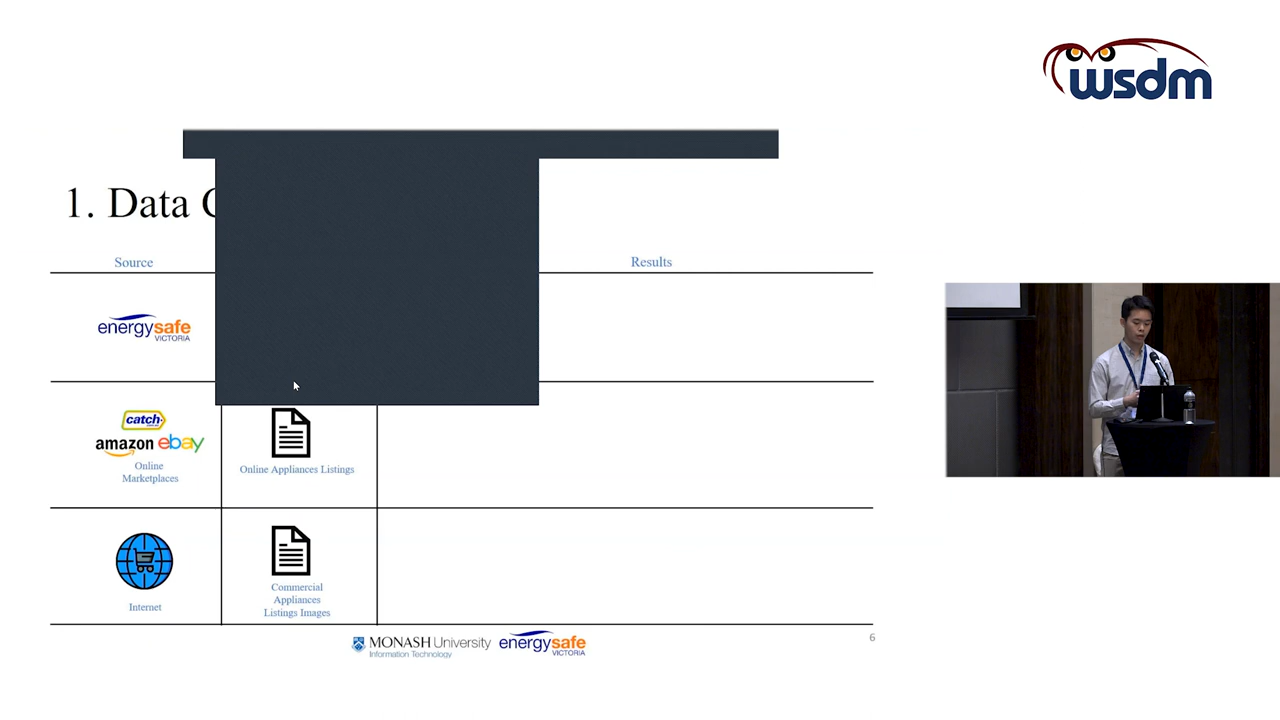 wsdm
1. Data
Source
Results
energysafe
VICTORIA
catch
amazon ebay
Online
Marketplaces
Online Appliances Listings
Internet
Commercial
Appliances
Listings Images
MONASH University
Information Technology
energysafe
VICTORIA
6